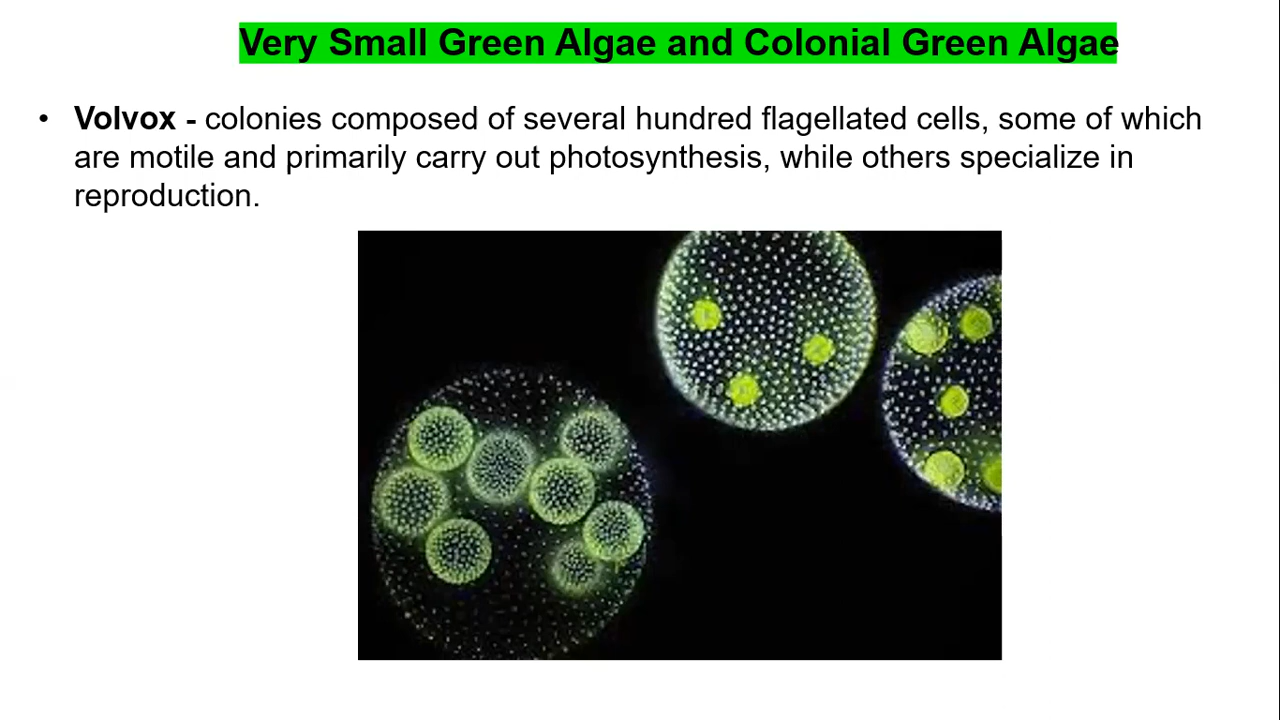 Very Small Green Algae and Colonial Green Algae
• Volvox - colonies composed of several hundred flagellated cells, some of which
are motile and primarily carry out photosynthesis, while others specialize in
reproduction.